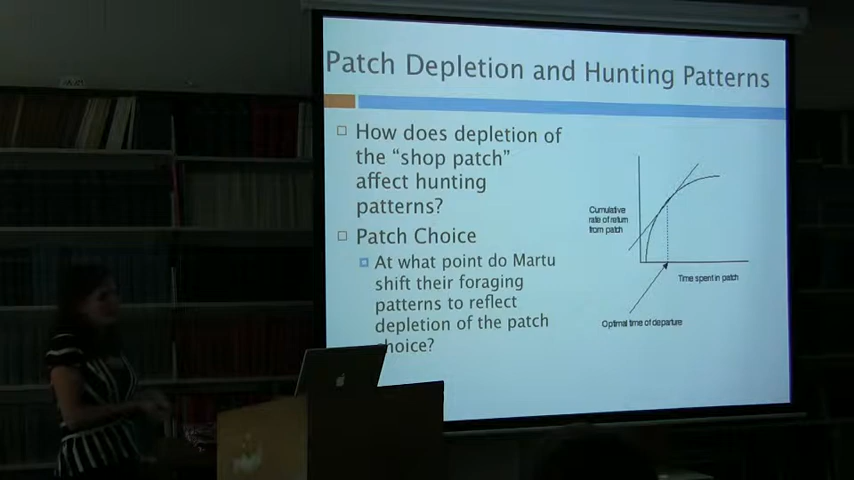 Patch Depletion and Hunting Patterns
How does depletion of
the “shop patch”
affect hunting
patterns?
Patch Choice
At what point do Martu
shift their foraging
patterns to reflect
depletion of the patch
choice?
Cumulative
rate of return
from patch
Time spent in patch
Optimal time of departure